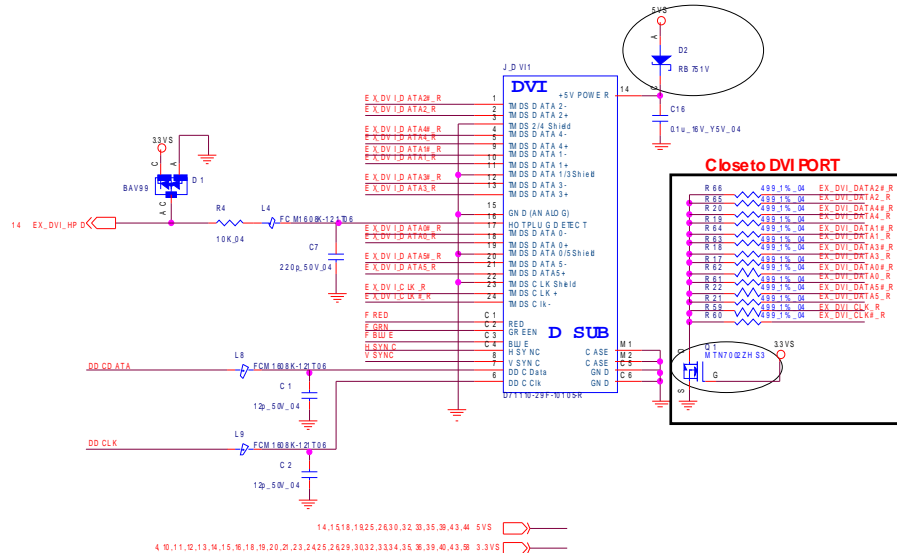 5VS
A
D2
RB751V
C
J_DVI1
DVI
+5V POWER
14
C16
0.1u_16V_Y5V_04
EX_DVI_DATA2#_R
1
TMDS DATA 2-
EX_DVI_DATA2_R
2
TMDS DATA 2+
3
TMDS 2/4 Shield
EX_DVI_DATA4#_R
4
TMDS DATA 4-
EX_DVI_DATA4_R
5
TMDS DATA 4+
EX_DVI_DATA1#_R
9
TMDS DATA 1-
EX_DVI_DATA1_R
10
TMDS DATA 1+
11
TMDS DATA 1/3Shield
EX_DVI_DATA3#_R
12
TMDS DATA 3-
EX_DVI_DATA3_R
13
TMDS DATA 3+
15
GND (ANALOG)
16
HOTPLUG DETECT
EX_DVI_DATA0#_R
17
TMDS DATA 0-
EX_DVI_DATA0_R
18
TMDS DATA 0+
19
TMDS DATA 0/5Shield
EX_DVI_DATA5#_R
20
TMDS DATA 5-
EX_DVI_DATA5_R
21
TMDS DATA5+
22
TMDS CLK Shield
EX_DVI_CLK_R
23
TMDS CLK +
EX_DVI_CLK#_R
24
TMDS Clk-
FRED
C1
RED
FGRN
C2
GREEN
FBLUE
C3
BLUE
HSYNC
C4
HSYNC
VSYNC
8
VSYNC
7
DDC Data
6
DDC Clk
D SUB
M1
CASE
M2
CASE
C5
GND
C6
GND
D71110-29F-10105-R
3.3VS
C
A
BAV99
D1
AC
14 EX_DVI_HPD
R4
10K_04
L4
FCM1608K-121T06
C7
220p_50V_04
DDCDATA
L8
FCM1608K-121T06
C1
12p_50V_04
DDCLK
L9
FCM1608K-121T06
C2
12p_50V_04
Close to DVI PORT
R66 499_1%_04 EX_DVI_DATA2#_R
R65 499_1%_04 EX_DVI_DATA2_R
R20 499_1%_04 EX_DVI_DATA4#_R
R19 499_1%_04 EX_DVI_DATA4_R
R64 499_1%_04 EX_DVI_DATA1#_R
R63 499_1%_04 EX_DVI_DATA1_R
R18 499_1%_04 EX_DVI_DATA3#_R
R17 499_1%_04 EX_DVI_DATA3_R
R62 499_1%_04 EX_DVI_DATA0#_R
R61 499_1%_04 EX_DVI_DATA0_R
R22 499_1%_04 EX_DVI_DATA5#_R
R21 499_1%_04 EX_DVI_DATA5_R
R59 499_1%_04 EX_DVI_CLK_R
R60 499_1%_04 EX_DVI_CLK#_R
D
Q1
MTN7002ZHS3
3.3VS
G
S
14,15,18,19,25,26,30,32,33,35,39,43,44 5VS
4,10,11,12,13,14,15,16,18,19,20,21,23,24,25,26,29,30,32,33,34,35,36,39,40,43,58 3.3VS